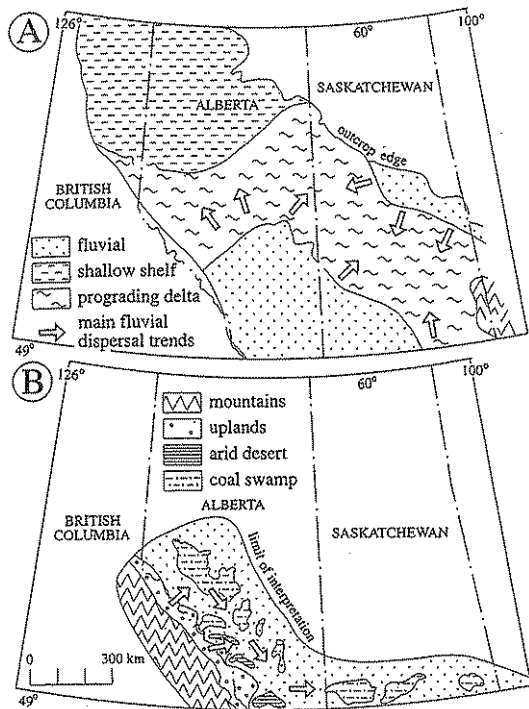 A
126°
60°
100°
ALBERTA
SASKATCHEWAN
outcrop edge
BRITISH
COLUMBIA
fluvial
shallow shelf
prograding delta
main fluvial
dispersal trends
49°
B
126°
60°
100°
mountains
uplands
arid desert
coal swamp
ALBERTA
BRITISH
COLUMBIA
SASKATCHEWAN
limit of interpretation
0 300 km
49°